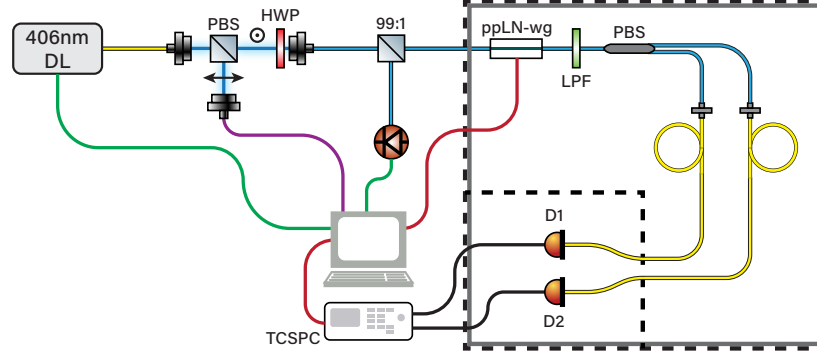 406nm
DL
PBS
HWP
99:1
ppLN-wg
LPF
PBS
D1
D2
TCSPC